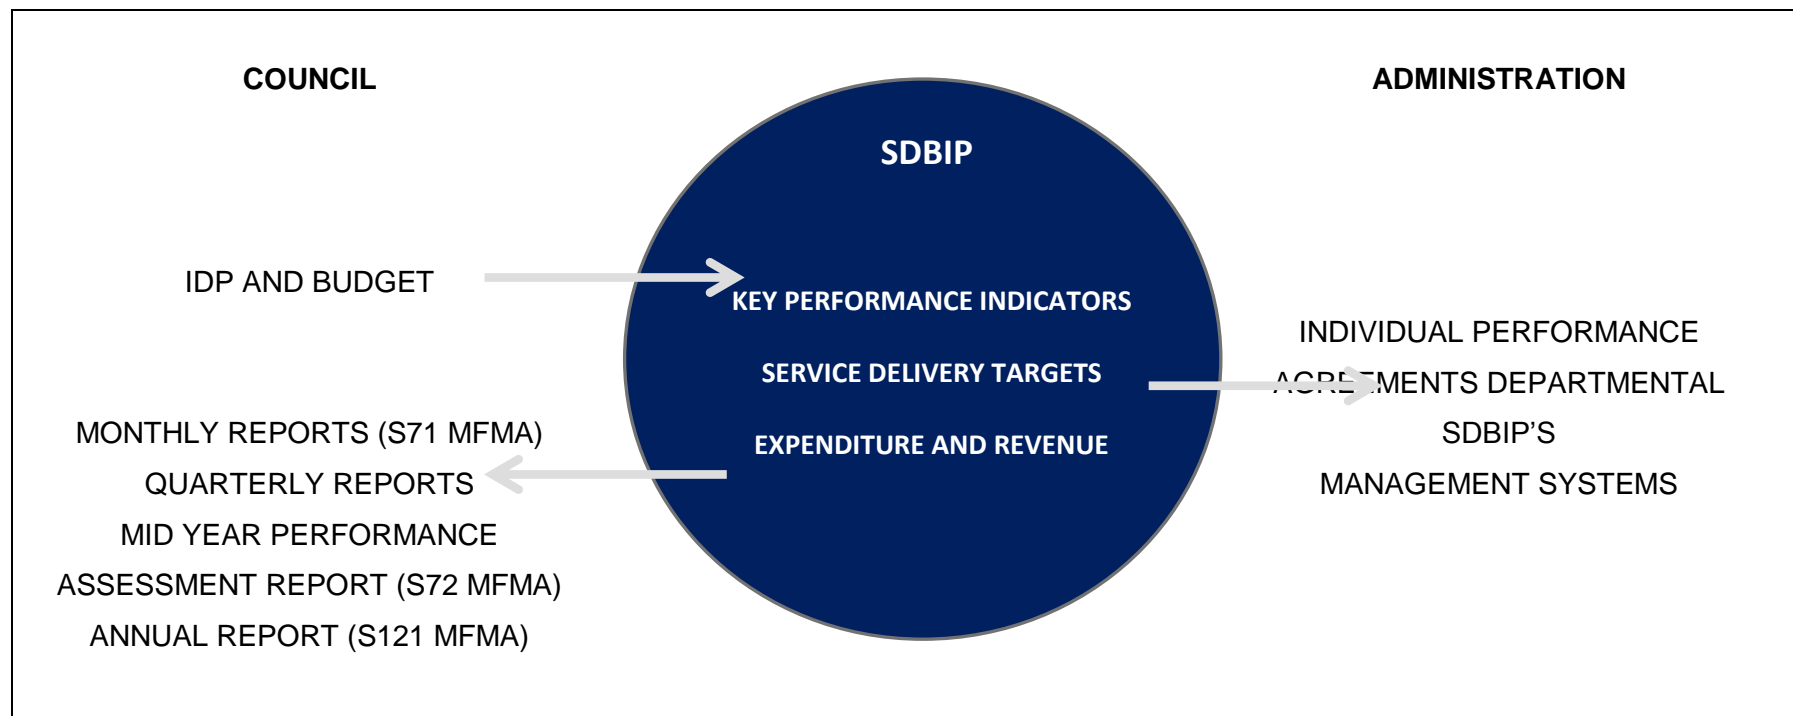 COUNCIL
IDP AND BUDGET
MONTHLY REPORTS (S71 MFMA)
QUARTERLY REPORTS
MID YEAR PERFORMANCE
ASSESSMENT REPORT (S72 MFMA)
ANNUAL REPORT (S121 MFMA)
SDBIP
KEY PERFORMANCE INDICATORS
SERVICE DELIVERY TARGETS
EXPENDITURE AND REVENUE
ADMINISTRATION
INDIVIDUAL PERFORMANCE
AGREEMENTS DEPARTMENTAL
SDBIP’S
MANAGEMENT SYSTEMS